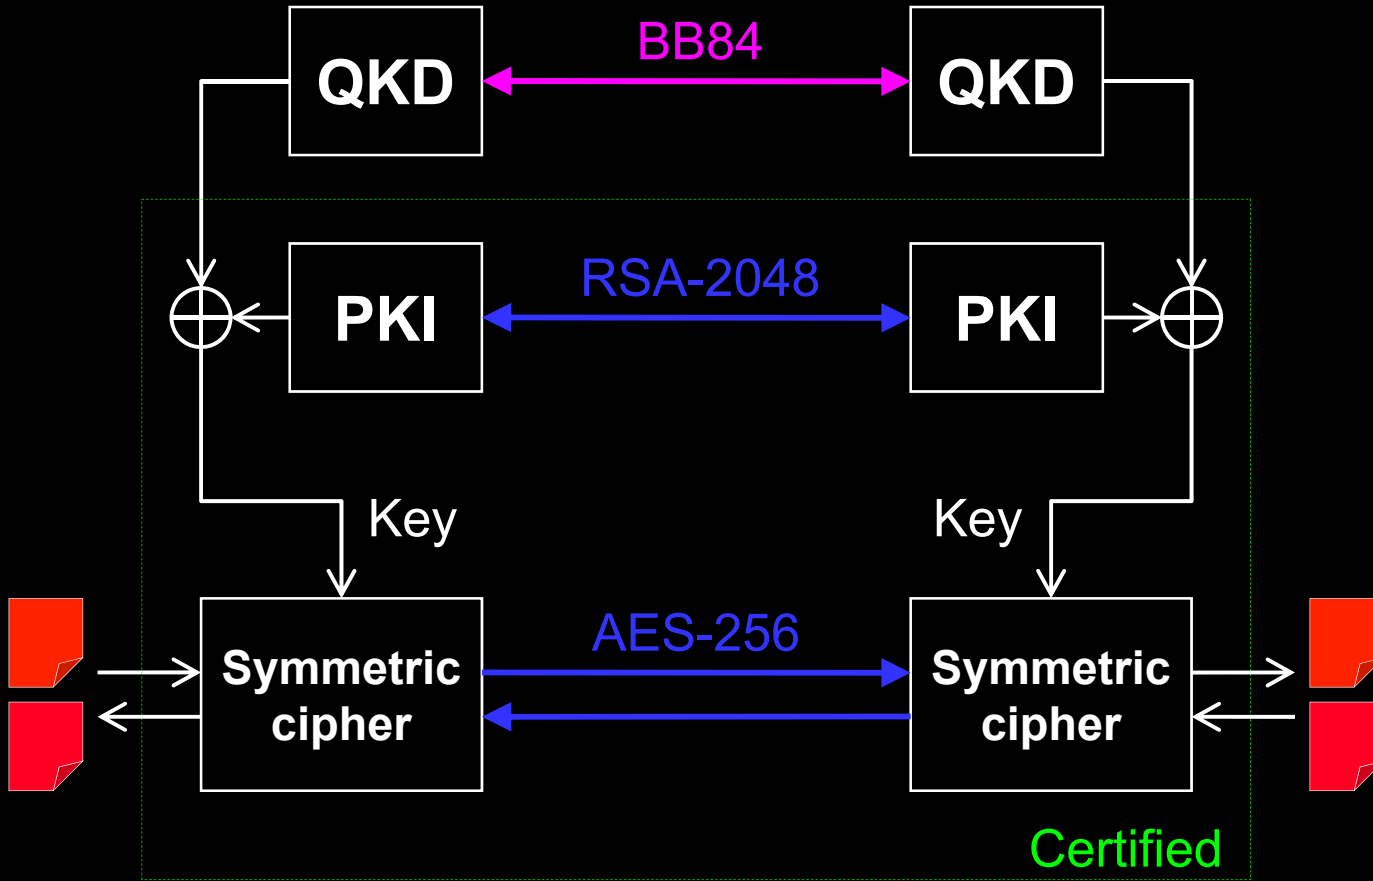 BB84
QKD
QKD
RSA-2048
PKI
PKI
Key
Key
AES-256
Symmetric
cipher
Symmetric
cipher
Certified